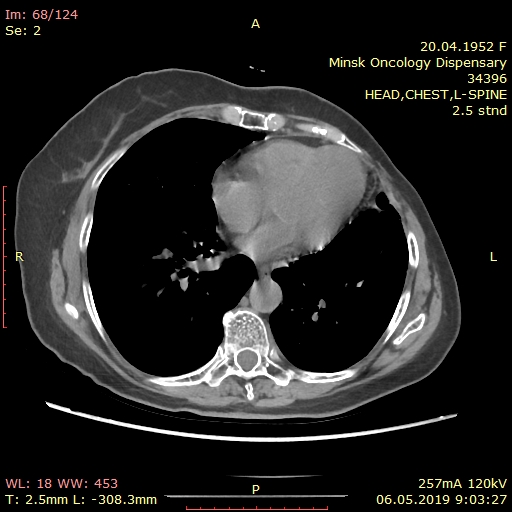 Im: 68/124
Se: 2
A
20.04.1952 F
Minsk Oncology Dispensary
34396
HEAD,CHEST,L-SPINE
2.5 stnd
R
L
WL: 18 WW: 453
T: 2.5mm L: -308.3mm
P
257mA 120kV
06.05.2019 9:03:27